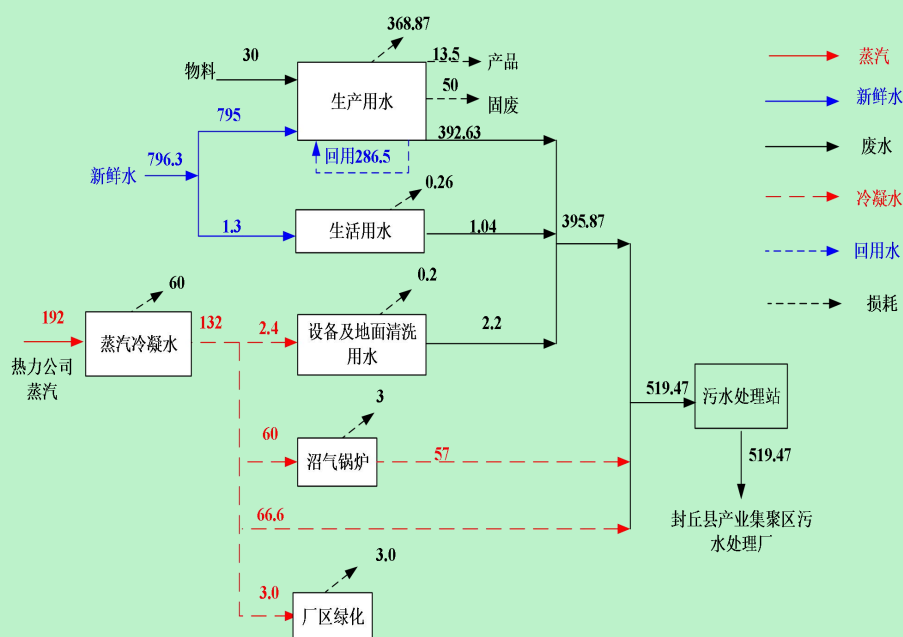 368.87
30
13.5
产品
物料
生产用水
50
固废
795
392.63
796.3
回用286.5
新鲜水
0.26
1.3
生活用水
1.04
395.87
60
0.2
192
132
2.4
设备及地面清洗
用水
2.2
蒸汽冷凝水
热力公司
蒸汽
3
519.47
污水处理站
60
沼气锅炉
57
519.47
66.6
封丘县产业集聚区污
水处理厂
3.0
3.0
厂区绿化
蒸汽
新鲜水
废水
冷凝水
回用水
损耗